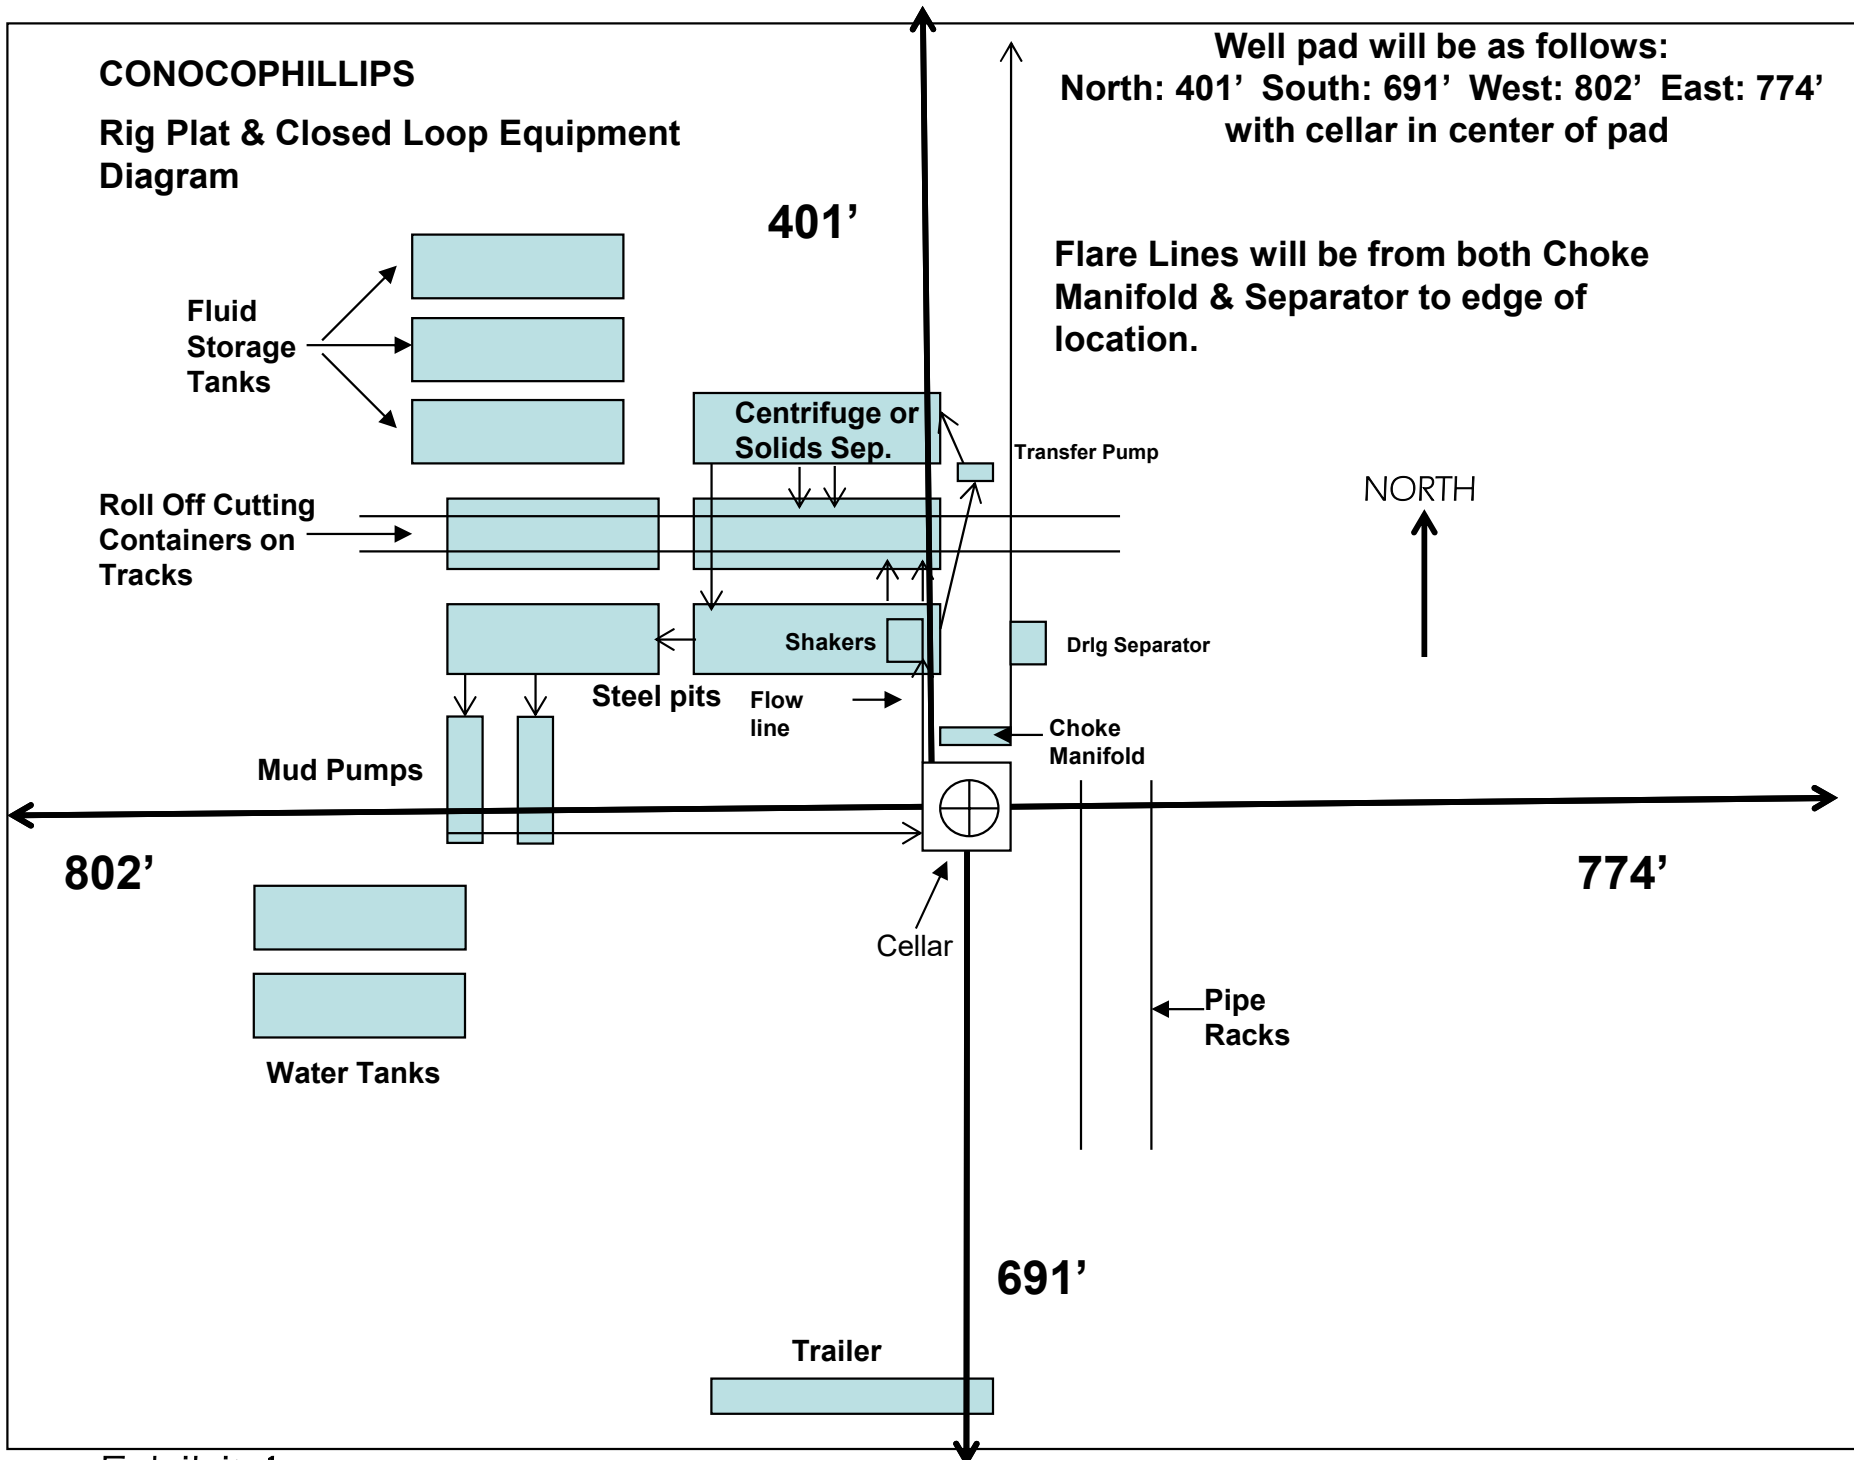 CONOCOPHILLIPS
Rig Plat & Closed Loop Equipment
Diagram
Well pad will be as follows:
North: 401’ South: 691’ West: 802’ East: 774’
with cellar in center of pad
401’
Flare Lines will be from both Choke
Manifold & Separator to edge of
location.
Fluid
Storage
Tanks
Centrifuge or
Solids Sep.
Transfer Pump
NORTH
Roll Off Cutting
Containers on
Tracks
Shakers
Drlg Separator
Steel pits
Flow
line
Choke
Manifold
Mud Pumps
802’
774’
Cellar
Pipe
Racks
Water Tanks
691’
Trailer